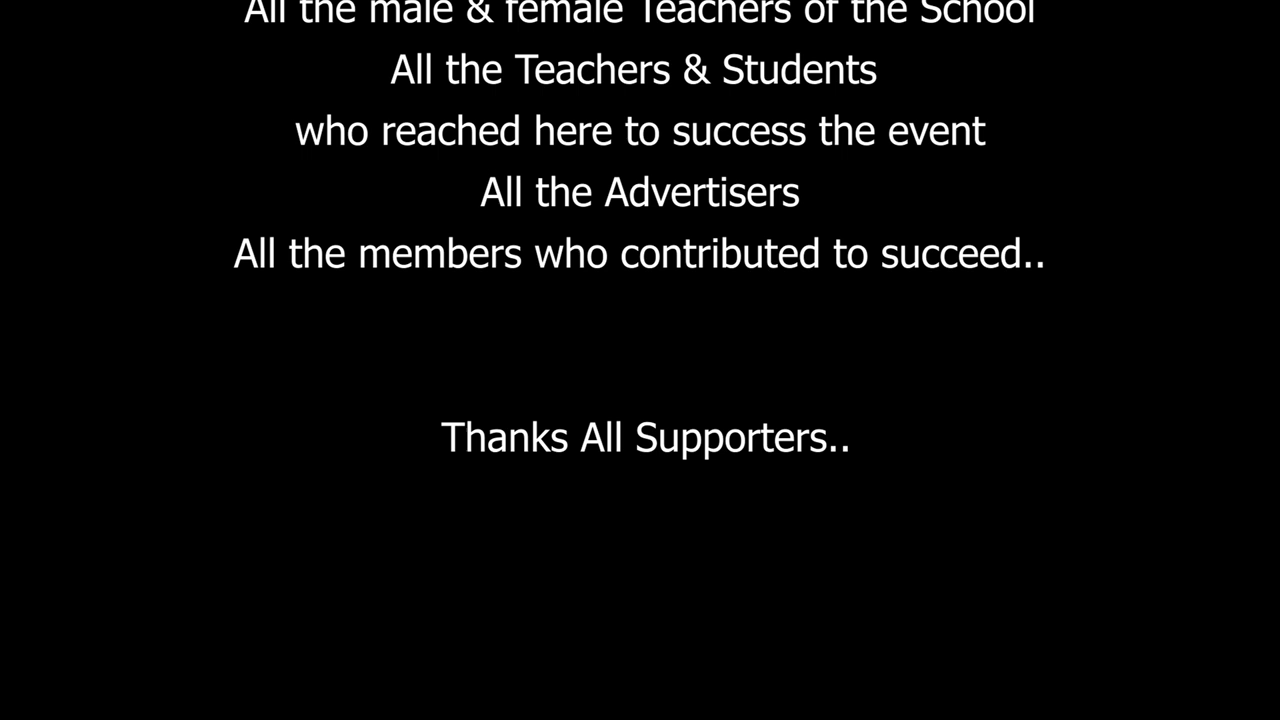 All the male & female Teachers of the School
All the Teachers & Students
who reached here to success the event
All the Advertisers
All the members who contributed to succeed..
Thanks All Supporters..